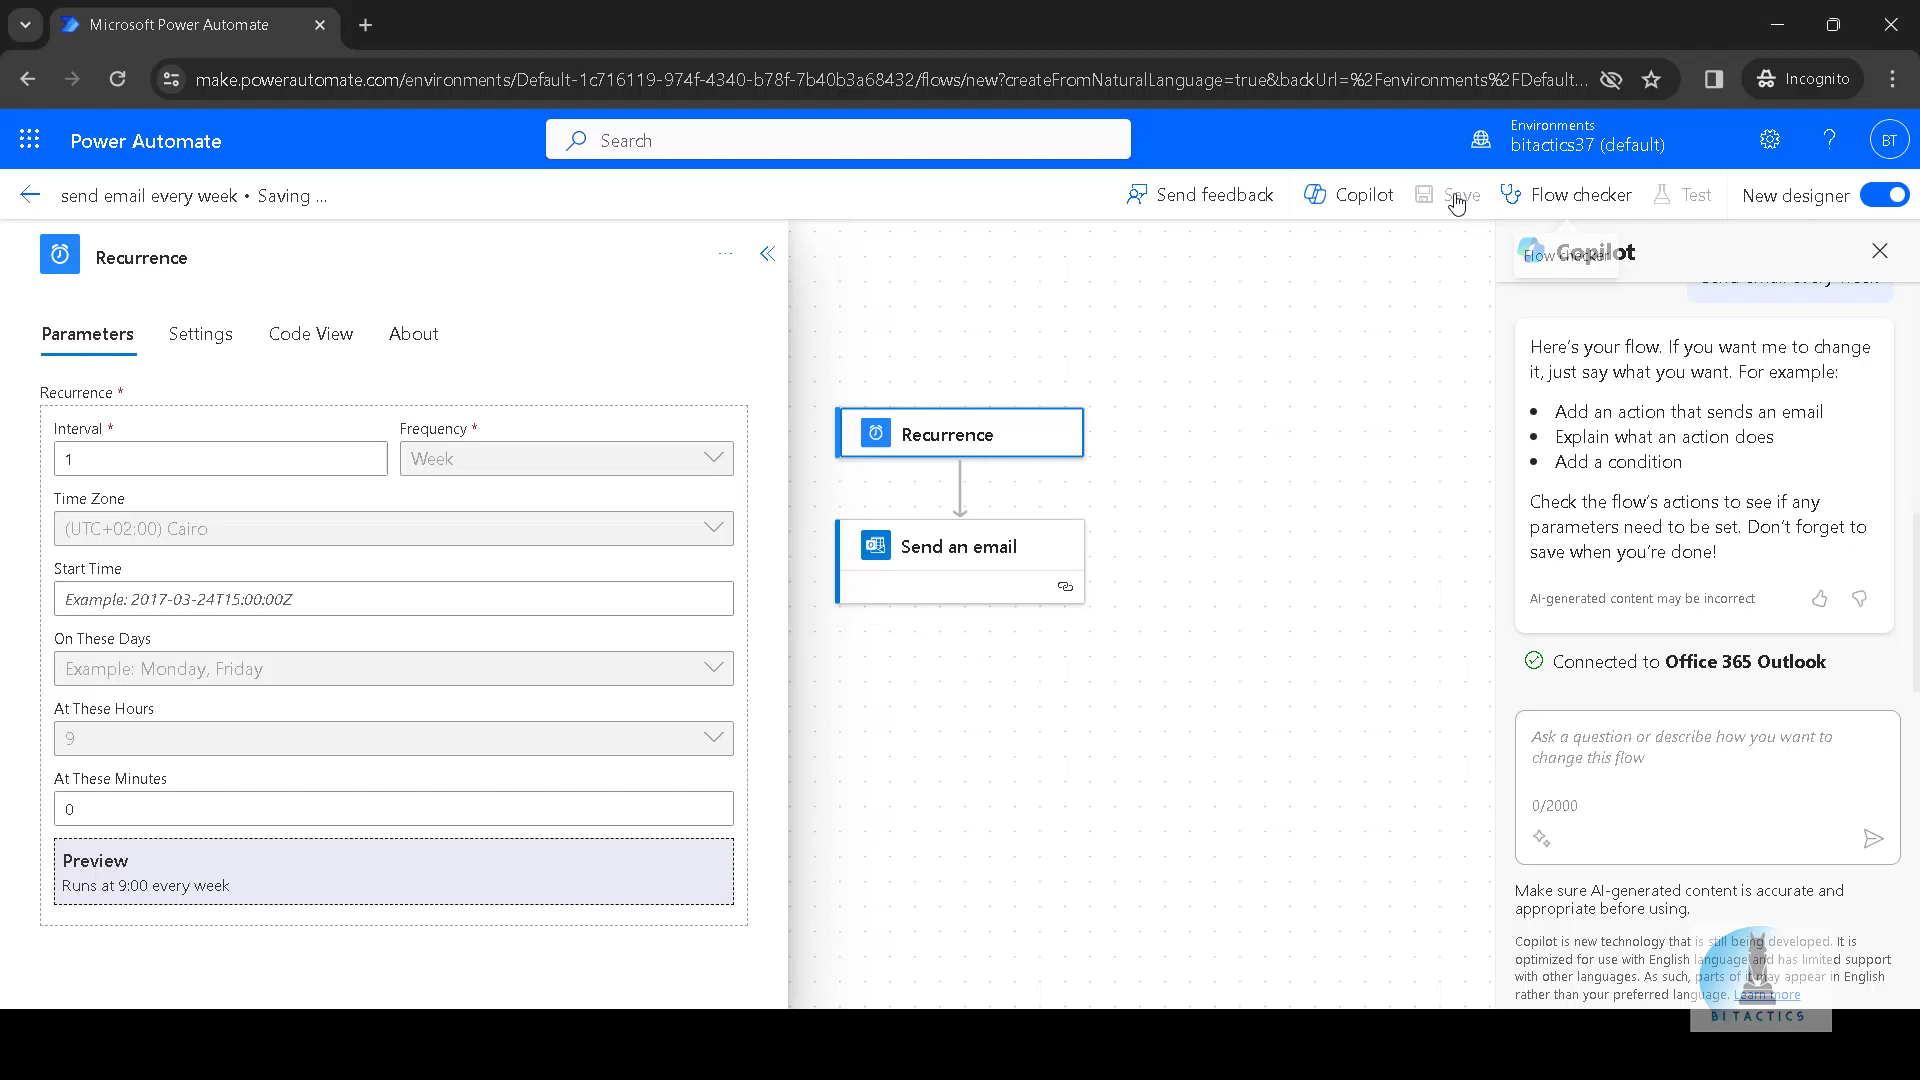 Microsoft Power Automate
make.powerautomate.com/environments/Default-1c716119-974f-4340-b78f-7b40b3a68432/flows/new?createFromNaturalLanguage=true&backUrl=%2Fenvironments%2FDefault...
Incognito
Power Automate
Search
Environments
bitactics37 (default)
BT
send email every week • Saving ...
Send feedback
Copilot
Save
Flow checker
Test
New designer
Recurrence
Parameters
Settings
Code View
About
Recurrence *
Interval *
Frequency *
1
Week
Time Zone
(UTC+02:00) Cairo
Start Time
Example: 2017-03-24T15:00:00Z
On These Days
Example: Monday, Friday
At These Hours
9
At These Minutes
0
Preview
Runs at 9:00 every week
Recurrence
Send an email
Copilot
Flow checker
send email every week
Here's your flow. If you want me to change
it, just say what you want. For example:
• Add an action that sends an email
• Explain what an action does
• Add a condition
Check the flow's actions to see if any
parameters need to be set. Don't forget to
save when you're done!
AI-generated content may be incorrect
Connected to Office 365 Outlook
Ask a question or describe how you want to
change this flow
0/2000
Make sure AI-generated content is accurate and
appropriate before using.
Copilot is new technology that is still being developed. It is
optimized for use with English language and has limited support
with other languages. As such, parts of it may appear in English
rather than your preferred language. Learn more
BITACTICS